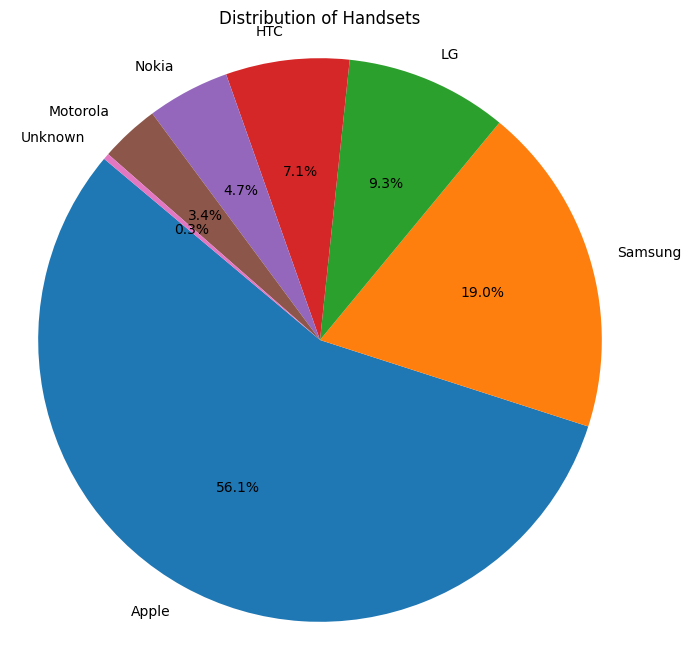 Distribution of Handsets
HTC
LG
Nokia
Motorola
Unknown
7.1%
9.3%
4.7%
3.4%
0.3%
Samsung
19.0%
56.1%
Apple